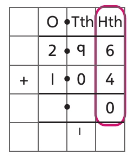 O • Tth Hth
2 • 9 6
+ 1 • 0 4
• 0
1